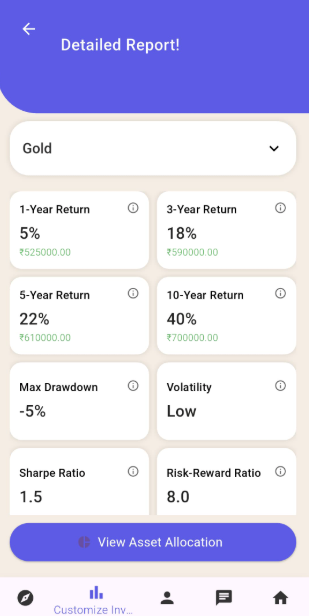 Detailed Report!
Gold
1-Year Return
5%
₹525000.00
3-Year Return
18%
₹590000.00
5-Year Return
22%
₹610000.00
10-Year Return
40%
₹700000.00
Max Drawdown
-5%
Volatility
Low
Sharpe Ratio
1.5
Risk-Reward Ratio
8.0
View Asset Allocation
Customize Inv...